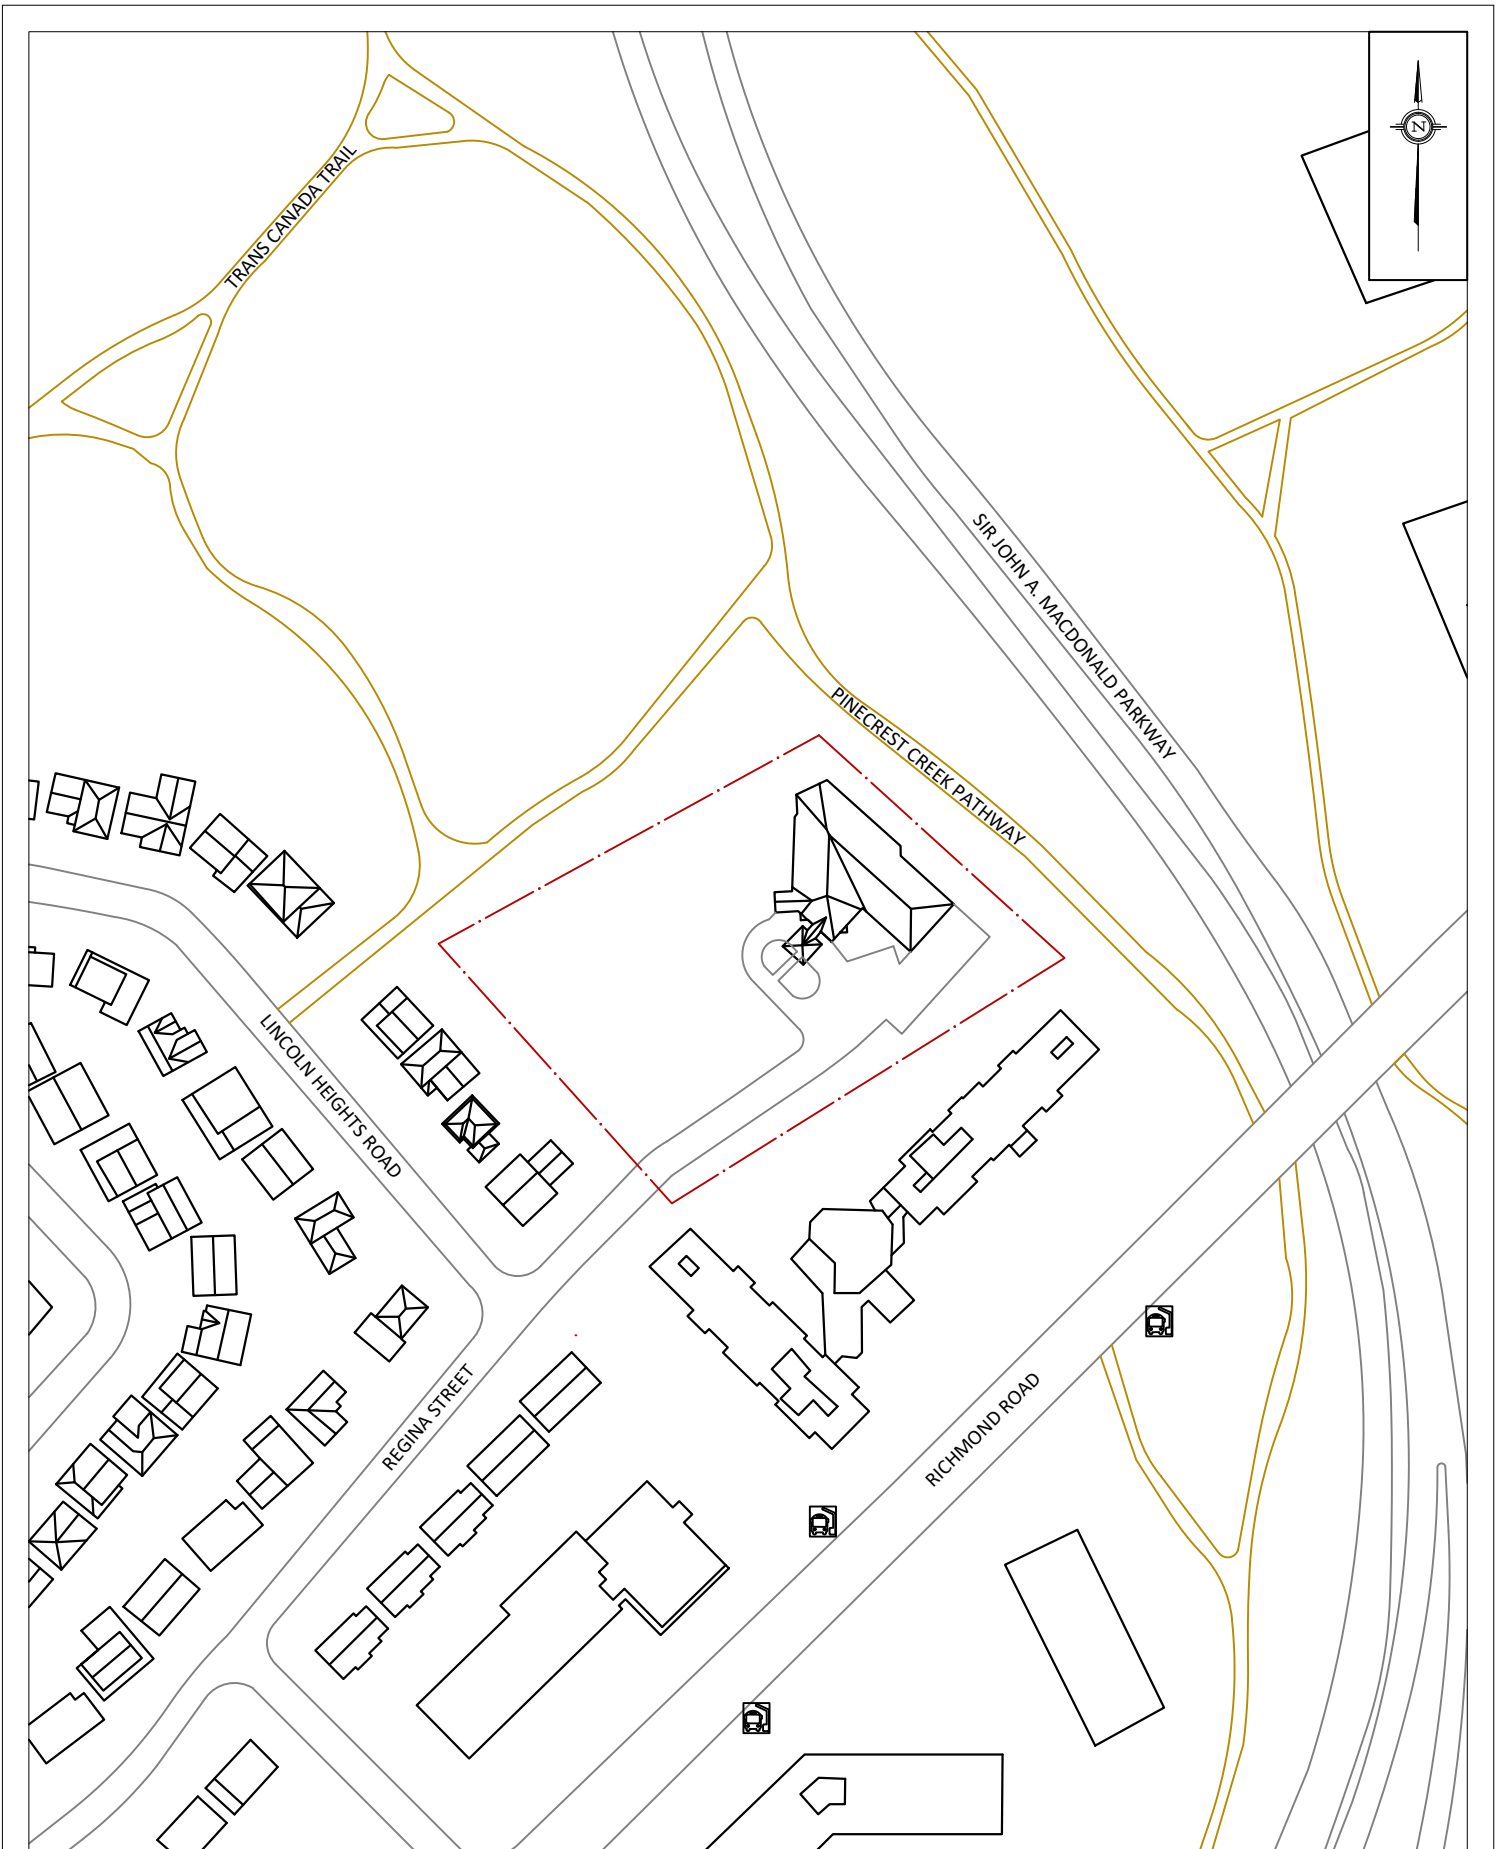 N
TRANS CANADA TRAIL
SIR JOHN A. MACDONALD PARKWAY
PINECREST CREEK PATHWAY
LINCOLN HEIGHTS ROAD
REGINA STREET
RICHMOND ROAD